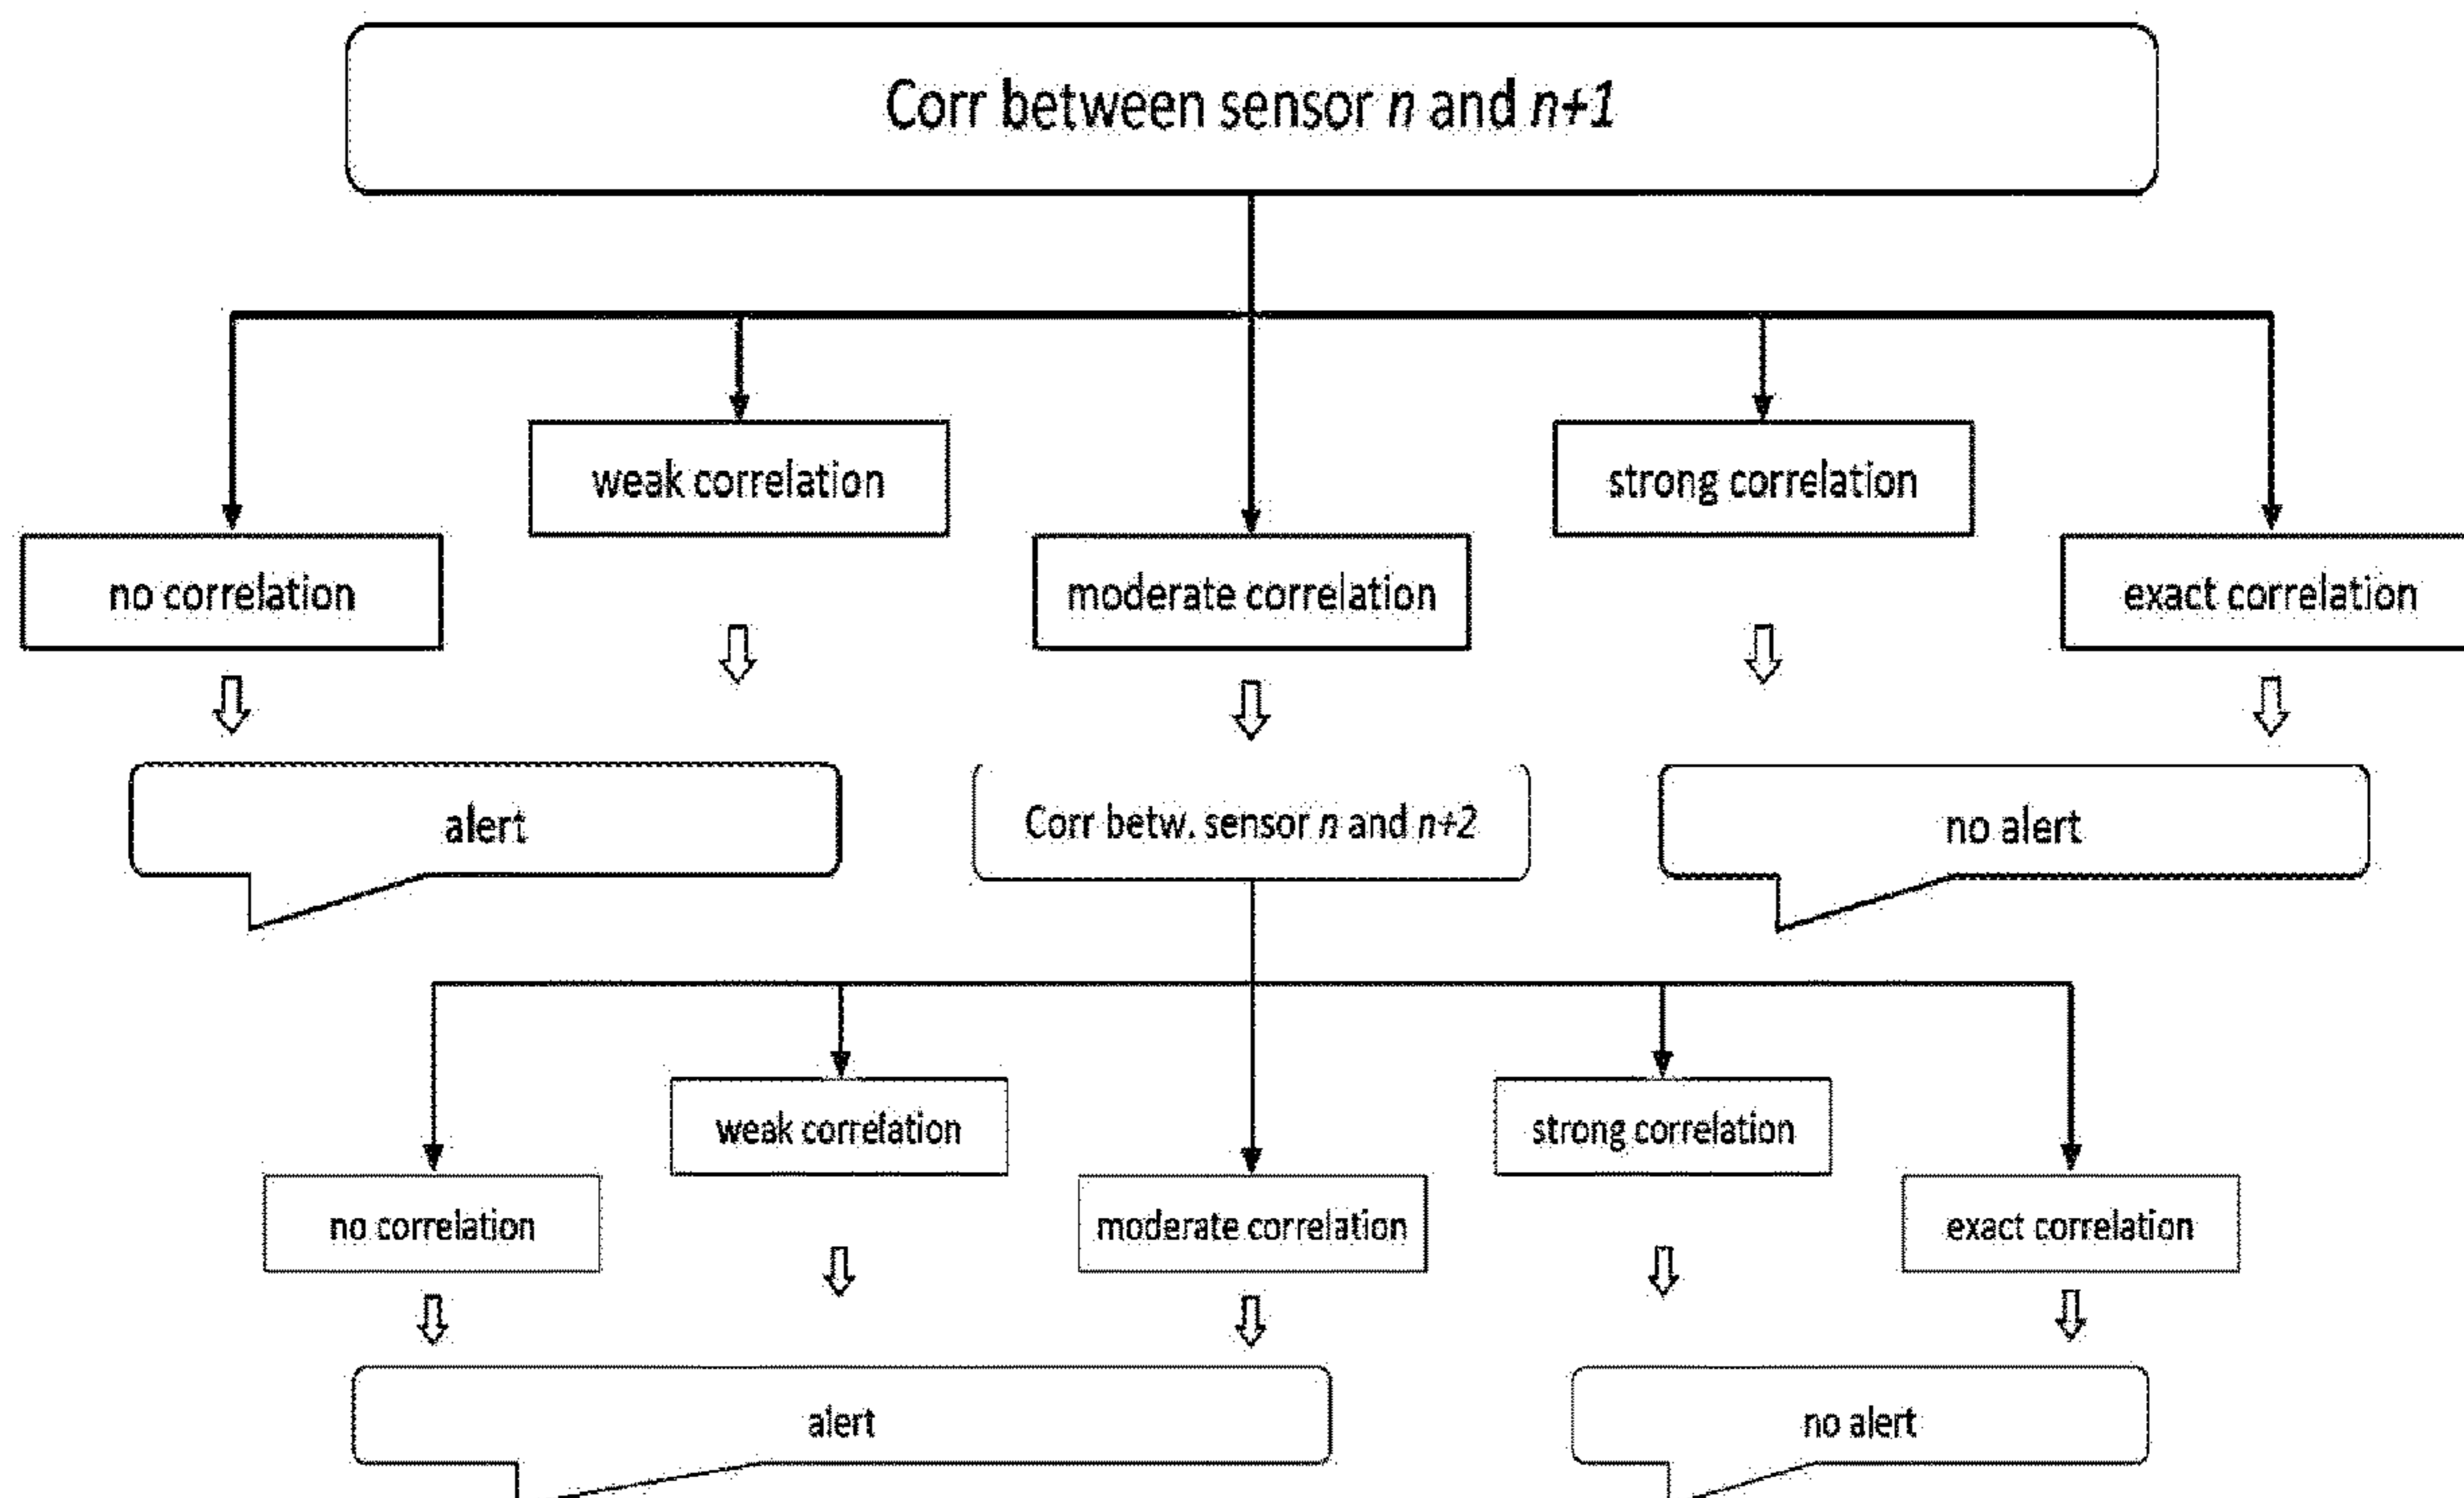 Corr between sensor n and n+1
weak correlation
strong correlation
no correlation
moderate correlation
exact correlation
alert
Corr betw. sensor n and n+2
no alert
weak correlation
strong correlation
no correlation
moderate correlation
exact correlation
alert
no alert